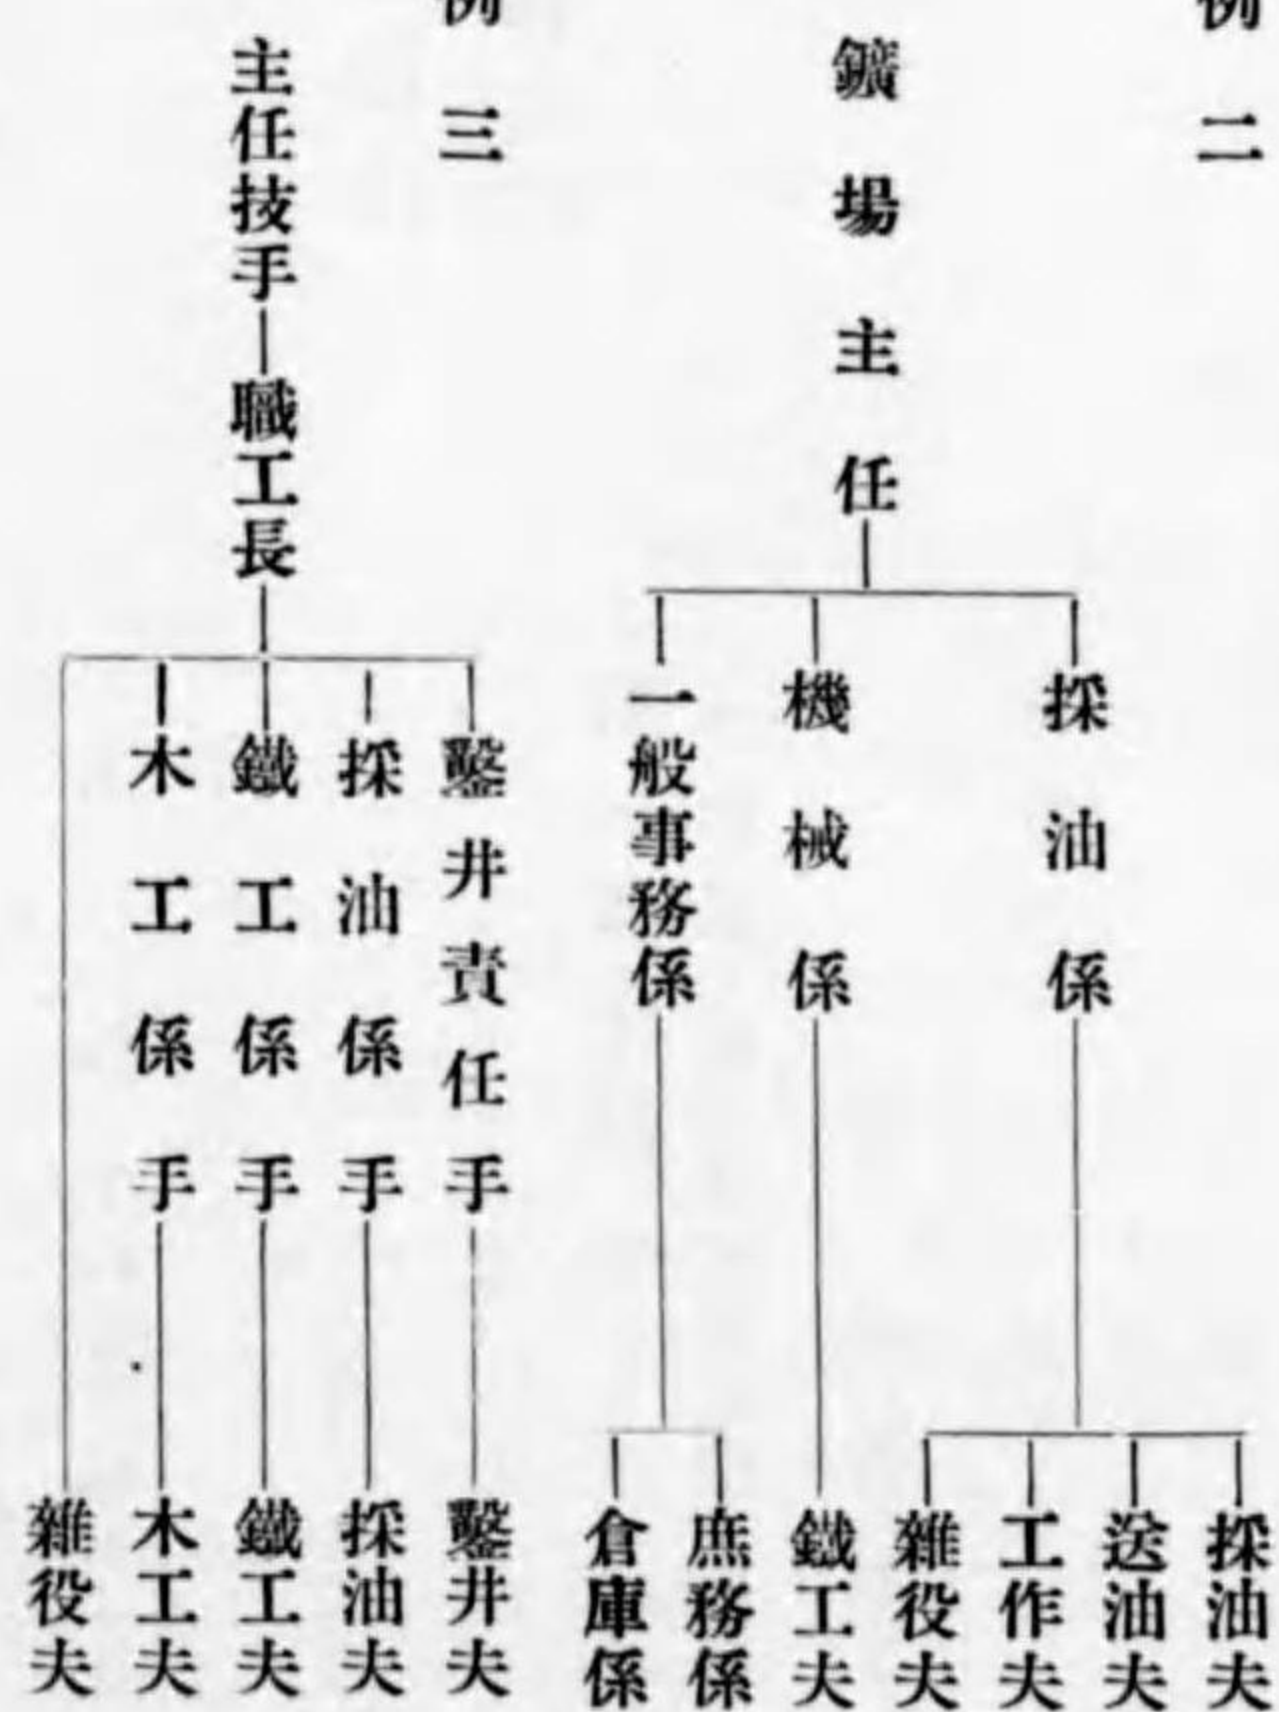 例二
鑛場主任
採油係
機械係
一般事務係
採油夫
送油夫
工作夫
雜役夫
鐵工夫
庶務係
倉庫係
例三
主任技手―職工長
鑿井責任手
採油係手
鐵工係手
木工係手
鑿井夫
採油夫
鐵工夫
木工夫
雜役夫